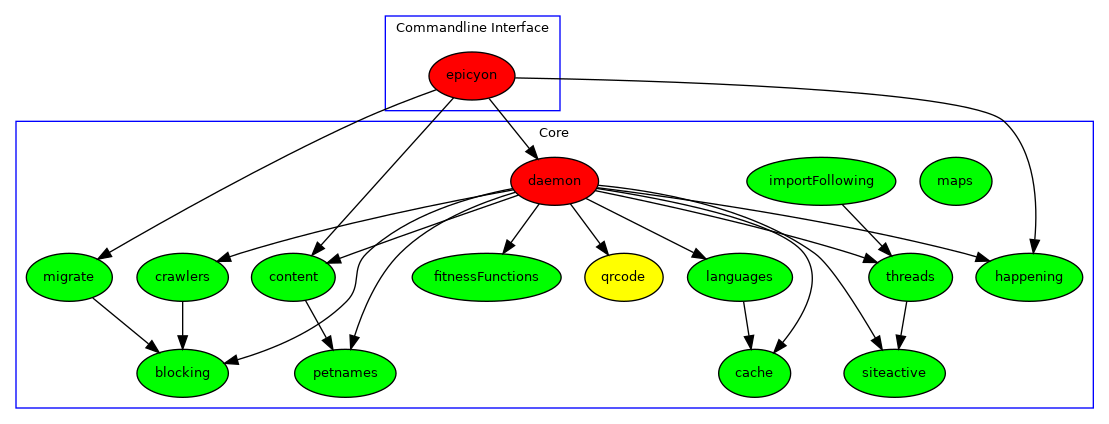 Commandline Interface
epicyon
Core
daemon
importFollowing
maps
migrate
crawlers
content
fitnessFunctions
qrcode
languages
threads
happening
blocking
petnames
cache
siteactive